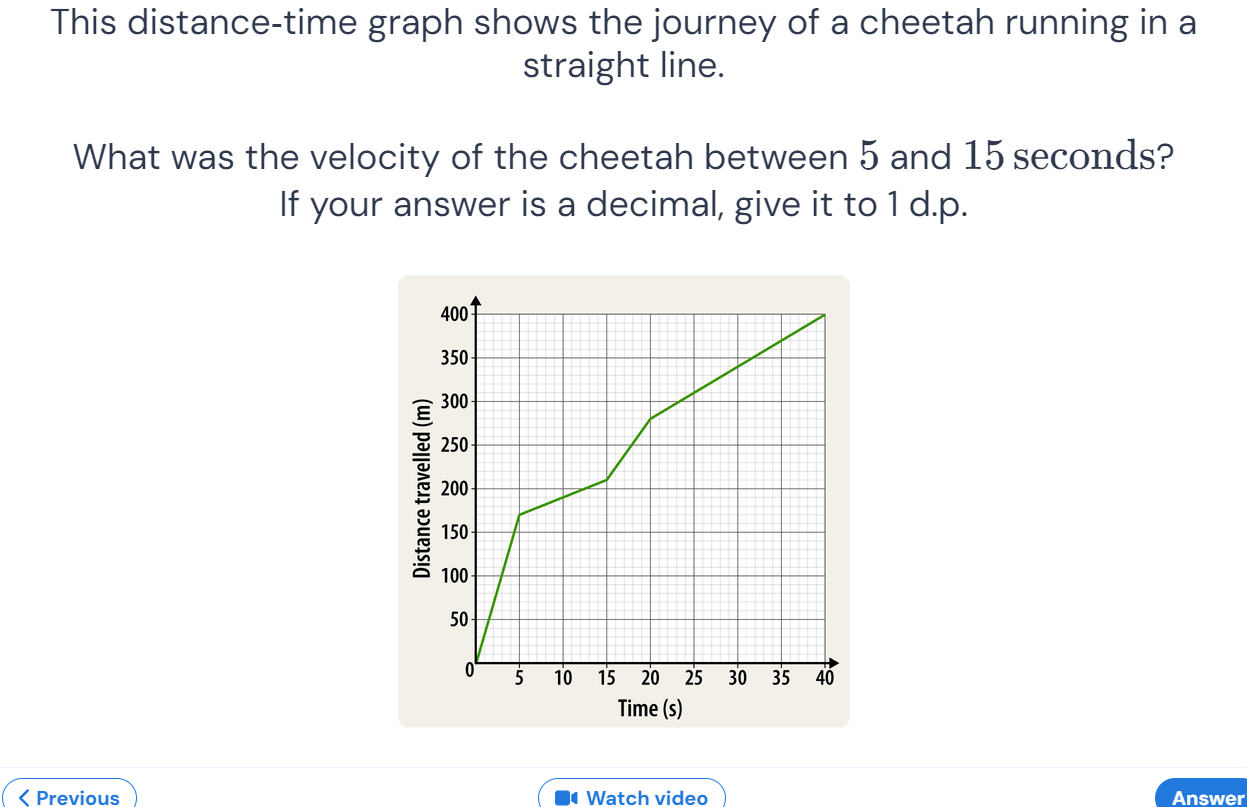 This distance-time graph shows the journey of a cheetah running in a
straight line.
What was the velocity of the cheetah between 5 and 15 seconds?
If your answer is a decimal, give it to 1 d.p.
Distance travelled (m)
400
350
300
250
200
150
100
50
0
5 10 15 20 25 30 35 40
Time (s)
Previous
Watch video
Answer